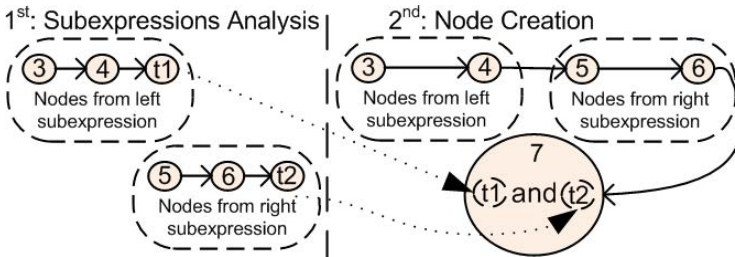 1st: Subexpressions Analysis
3 4 t1
Nodes from left
subexpression
5 6 t2
Nodes from right
subexpression
2nd: Node Creation
3 4 5 6
Nodes from left
subexpression
Nodes from right
subexpression
7
t1 and t2